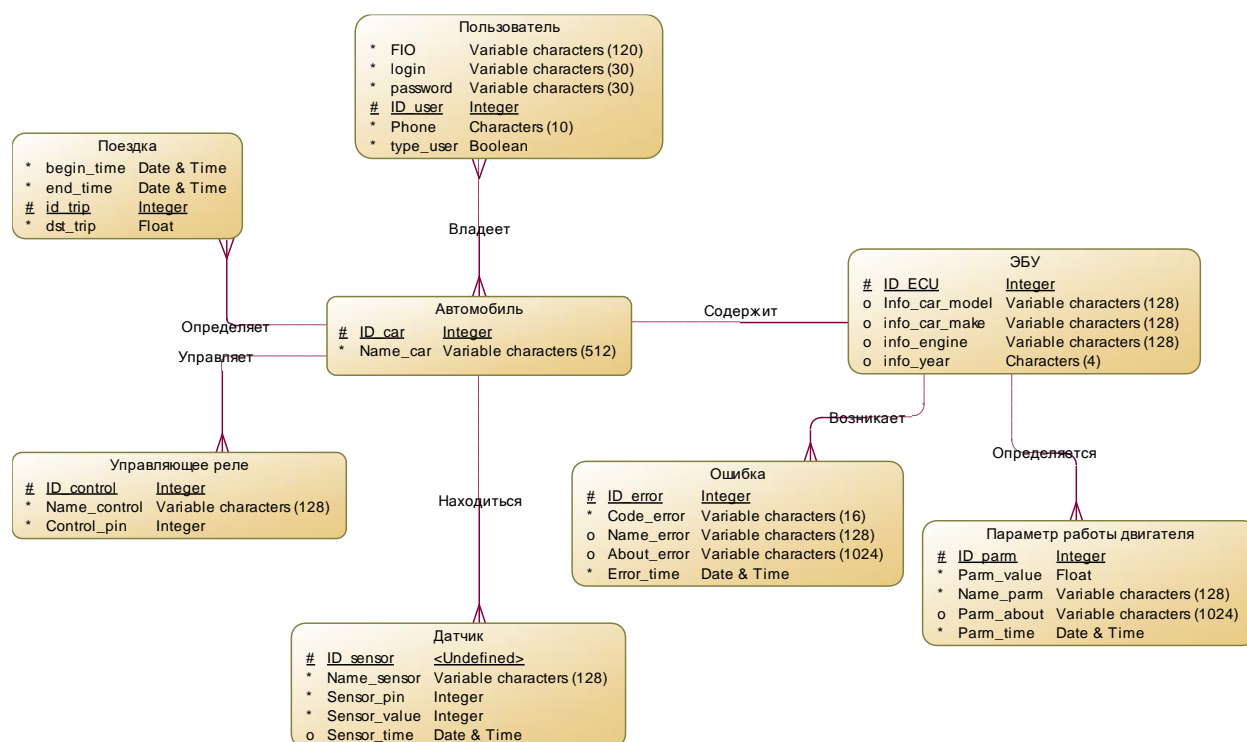 Пользователь
* FIO Variable characters (120)
* login Variable characters (30)
* password Variable characters (30)
# ID_user Integer
* Phone Characters (10)
* type_user Boolean
Поездка
* begin_time Date & Time
* end_time Date & Time
# id_trip Integer
* dst_trip Float
Владеет
ЭБУ
# ID_ECU Integer
o Info_car_model Variable characters (128)
o info_car_make Variable characters (128)
o info_engine Variable characters (128)
o info_year Characters (4)
Содержит
Автомобиль
# ID_car Integer
* Name_car Variable characters (512)
Определяет
Управляет
Возникает
Определяется
Управляющее реле
# ID_control Integer
* Name_control Variable characters (128)
* Control_pin Integer
Находиться
Ошибка
# ID_error Integer
* Code_error Variable characters (16)
o Name_error Variable characters (128)
o About_error Variable characters (1024)
* Error_time Date & Time
Параметр работы двигателя
# ID_parm Integer
* Parm_value Float
* Name_parm Variable characters (128)
o Parm_about Variable characters (1024)
* Parm_time Date & Time
Датчик
# ID_sensor <Undefined>
* Name_sensor Variable characters (128)
* Sensor_pin Integer
* Sensor_value Integer
o Sensor_time Date & Time